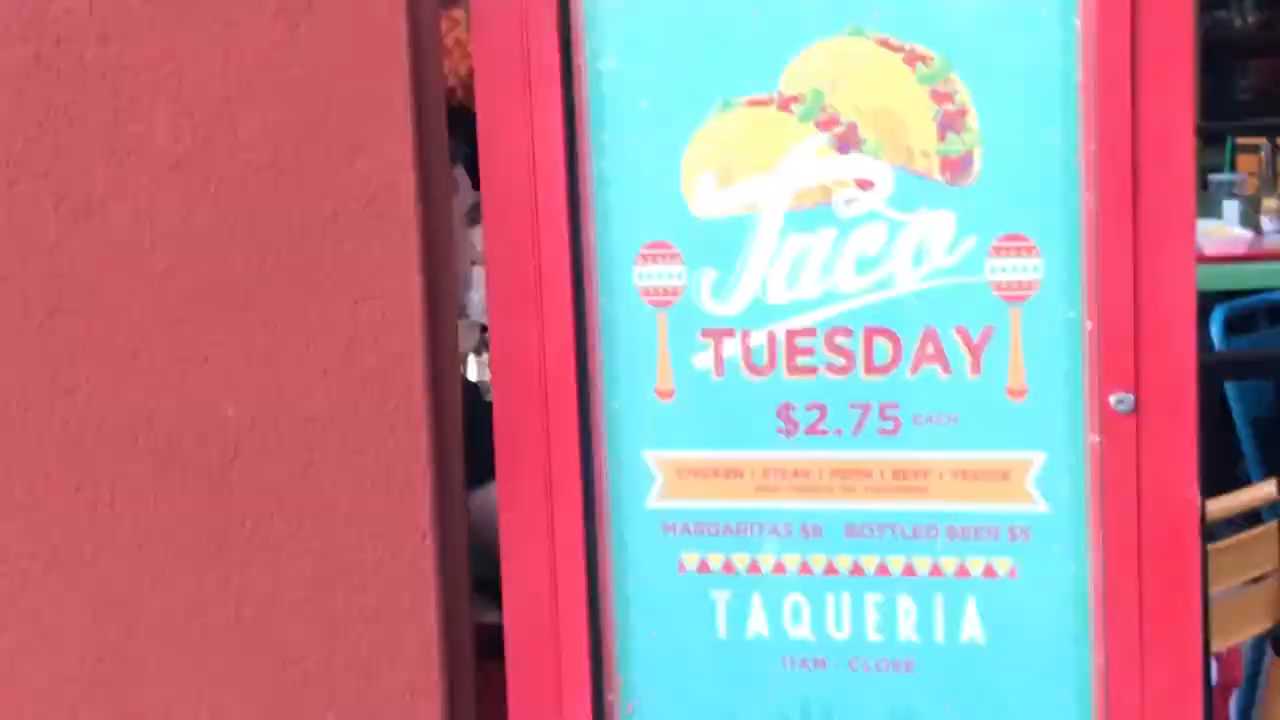 Taco
TUESDAY
$2.75 EACH
CHICKEN | STEAK | PORK | BEEF | VEGGIE
MARGARITAS $8 BOTTLED BEER $5
TAQUERIA
11AM - CLOSE